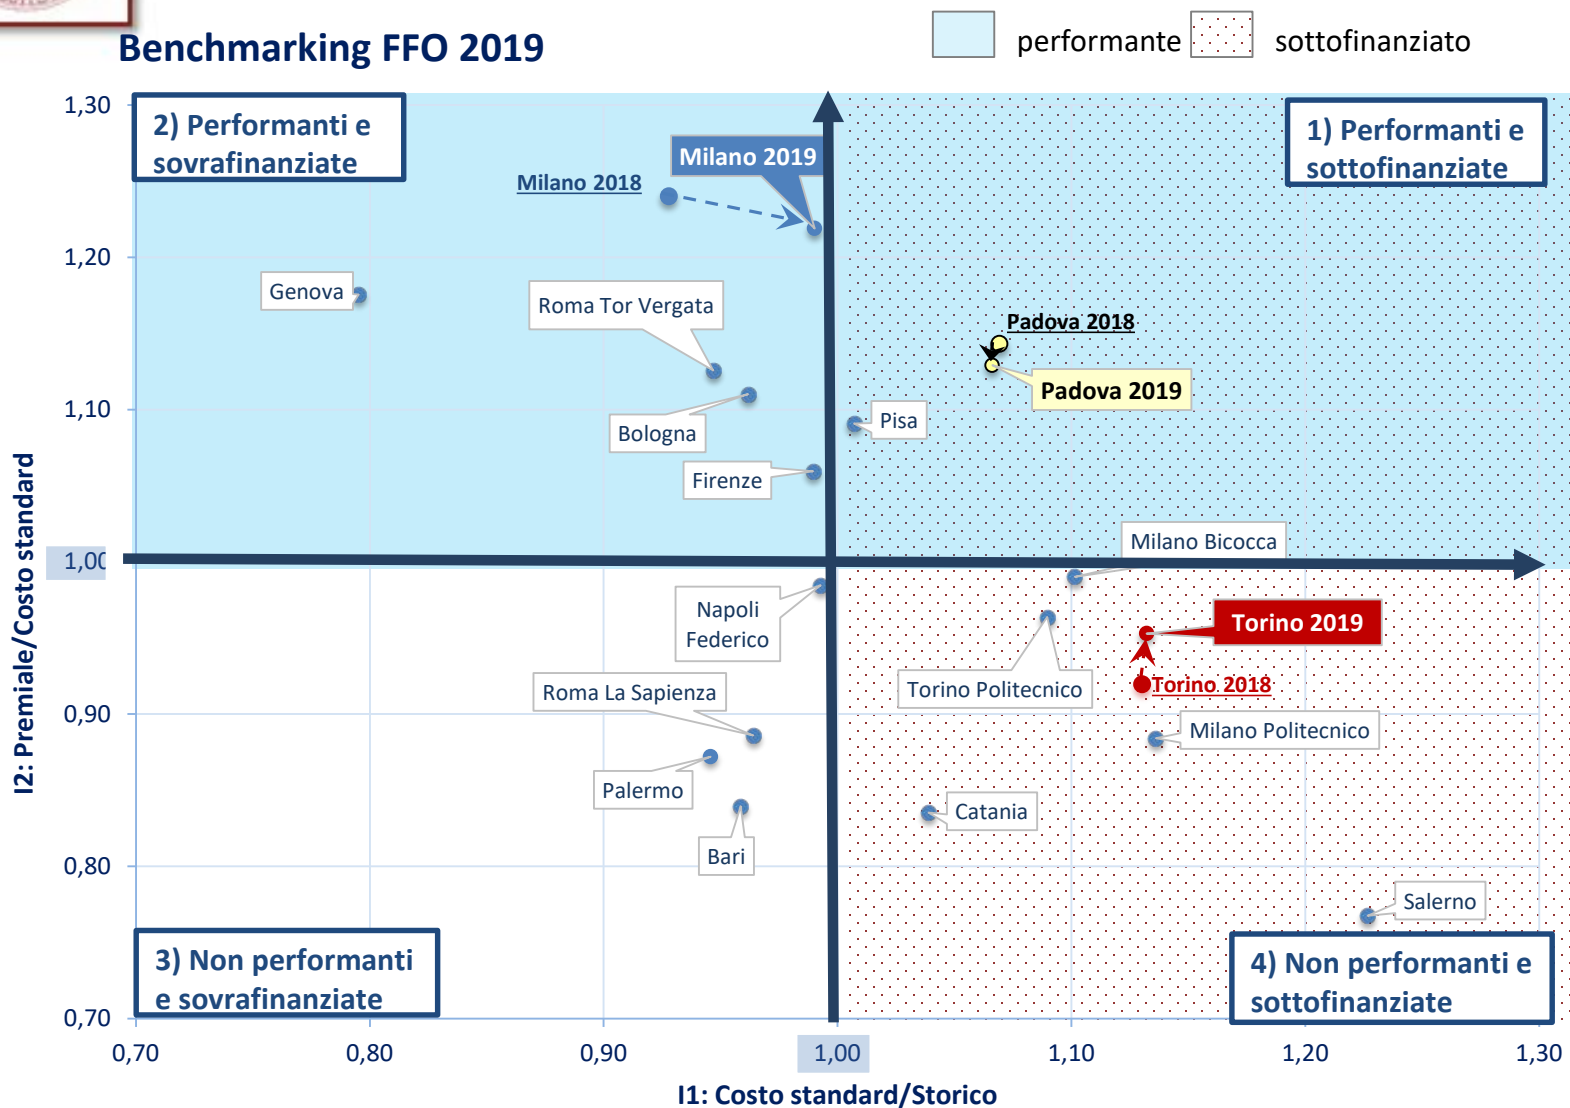 Benchmarking FFO 2019
performante
sottofinanziato
1,30
1,20
1,10
1,00
0,90
0,80
0,70
I2: Premiale/Costo standard
2) Performanti e
sovrafinanziate
1) Performanti e
sottofinanziate
Milano 2019
Milano 2018
Genova
Roma Tor Vergata
Padova 2018
Padova 2019
Pisa
Bologna
Firenze
Milano Bicocca
Napoli
Federico
Torino 2019
Roma La Sapienza
Torino Politecnico
Torino 2018
Milano Politecnico
Palermo
Catania
Bari
Salerno
3) Non performanti
e sovrafinanziate
4) Non performanti e
sottofinanziate
0,70
0,80
0,90
1,00
1,10
1,20
1,30
I1: Costo standard/Storico